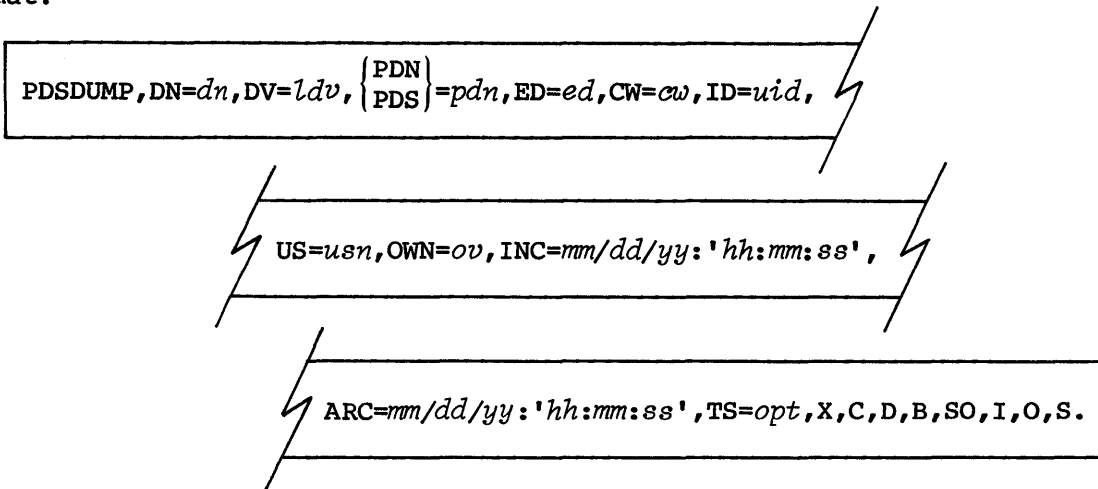 PDSDUMP,DN=dn,DV=ldv,{PDN
PDS}=pdn,ED=ed,CW=cw,ID=uid,
US=usn,OWN=ov,INC=mm/dd/yy:'hh:mm:ss',
ARC=mm/dd/yy:'hh:mm:ss',TS=opt,X,C,D,B,SO,I,O,S.